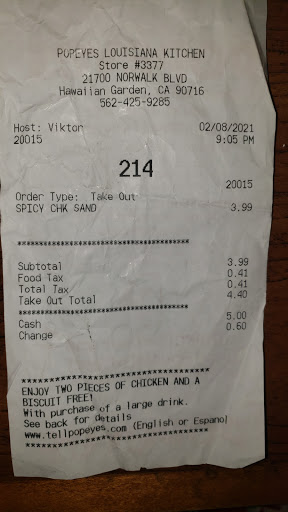 POPEYES LOUISIANA KITCHEN
Store #3377
21700 NORWALK BLVD
Hawaiian Garden, CA 90716
562-425-9285
Host: Viktor 02/08/2021
20015 9:05 PM
214
20015
Order Type: Take Out
SPICY CHK SAND 3.99
****************************************
Subtotal 3.99
Food Tax 0.41
Total Tax 0.41
Take Out Total 4.40
****************************************
Cash 5.00
Change 0.60
****************************************
ENJOY TWO PIECES OF CHICKEN AND A
BISCUIT FREE!
With purchase of a large drink.
See back for details
www.tellpopeyes.com (English or Espanol
****************************************